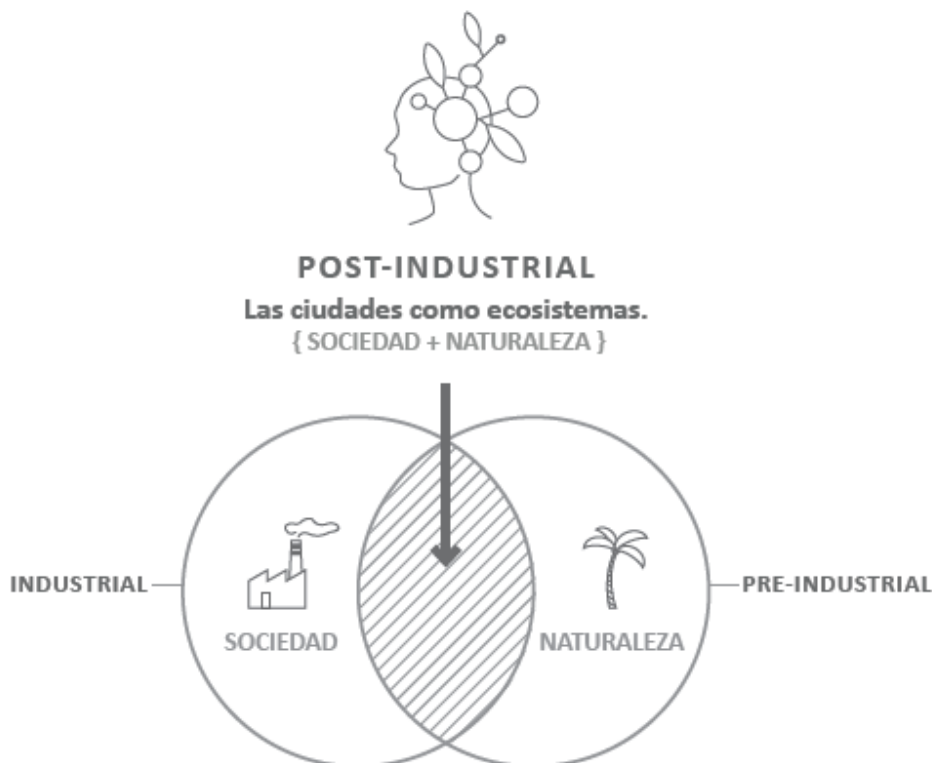 POST-INDUSTRIAL
Las ciudades como ecosistemas.
{ SOCIEDAD + NATURALEZA }
INDUSTRIAL
PRE-INDUSTRIAL
SOCIEDAD
NATURALEZA